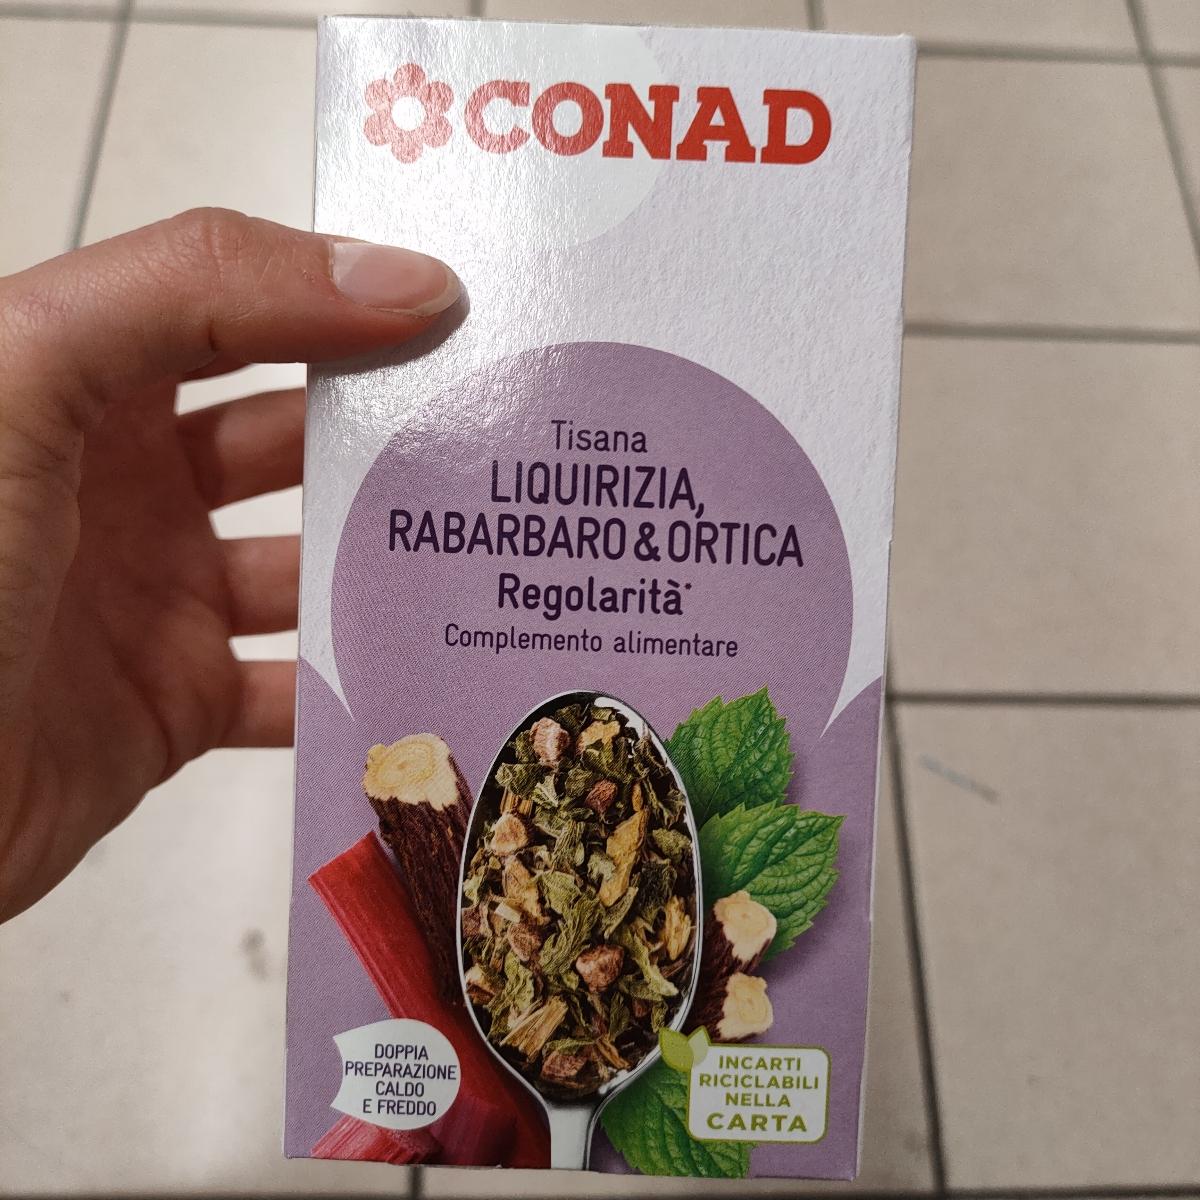 CONAD
Tisana
LIQUIRIZIA,
RABARBARO & ORTICA
Regolarità*
Complemento alimentare
DOPPIA
PREPARAZIONE
CALDO
E FREDDO
INCARTI
RICICLABILI
NELLA
CARTA